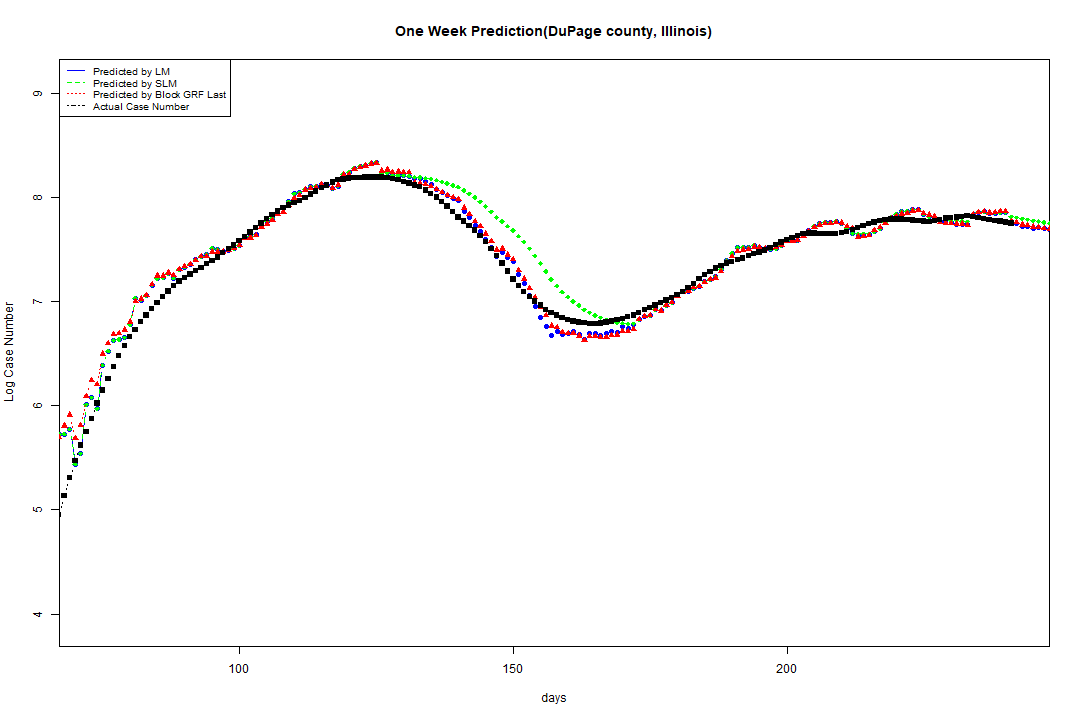 One Week Prediction(DuPage county, Illinois)
Predicted by LM
Predicted by SLM
Predicted by Block GRF Last
Actual Case Number
9
8
7
6
5
4
Log Case Number
100 150 200
days